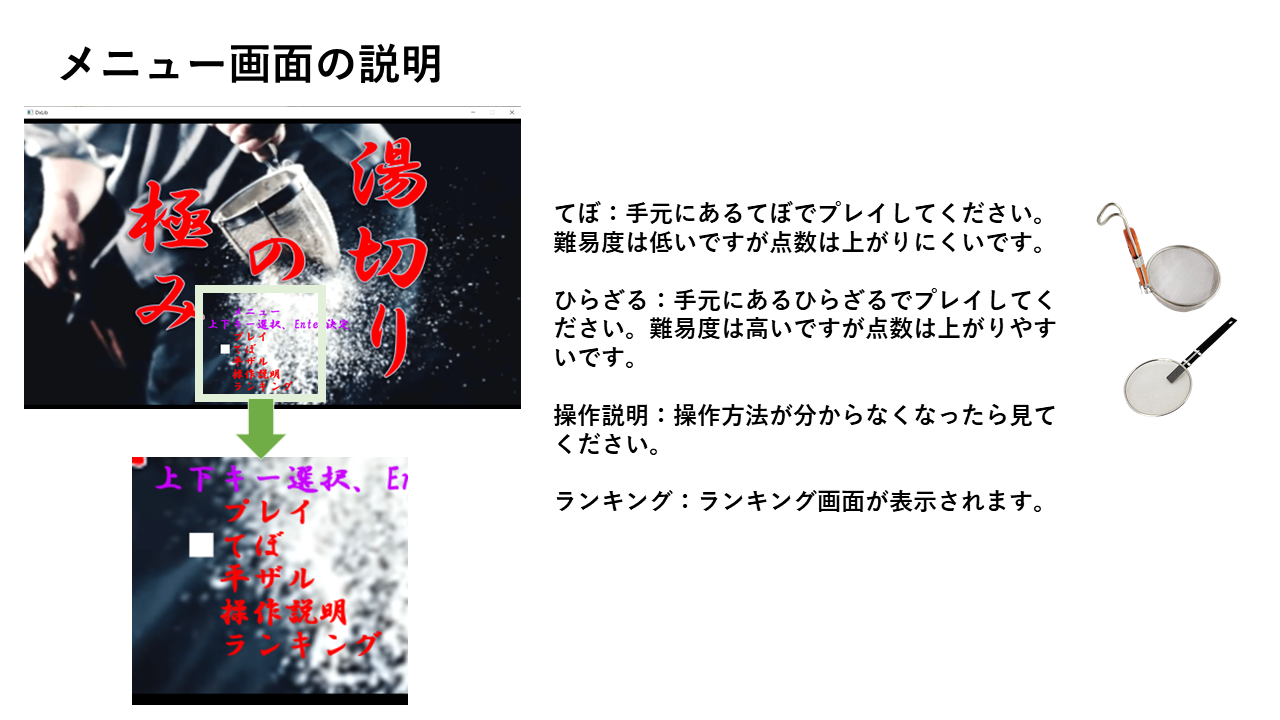 メニュー画面の説明
DxLib
湯切り
の
極み
メニュー
上下キー選択、Ente 決定
プレイ
てぼ
平ザル
操作説明
ランキング
上下キー選択、En
プレイ
てぼ
平ザル
操作説明
ランキング
てぼ：手元にあるてぼでプレイしてください。
難易度は低いですが点数は上がりにくいです。
ひらざる：手元にあるひらざるでプレイしてく
ださい。難易度は高いですが点数は上がりやす
いです。
操作説明：操作方法が分からなくなったら見て
ください。
ランキング：ランキング画面が表示されます。